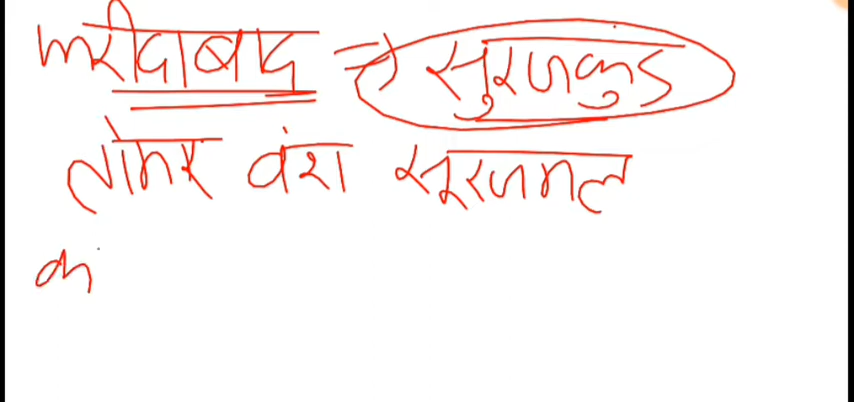 फरीदाबाद → सुरजकुंड
तोमर वंश सूरजमल
क